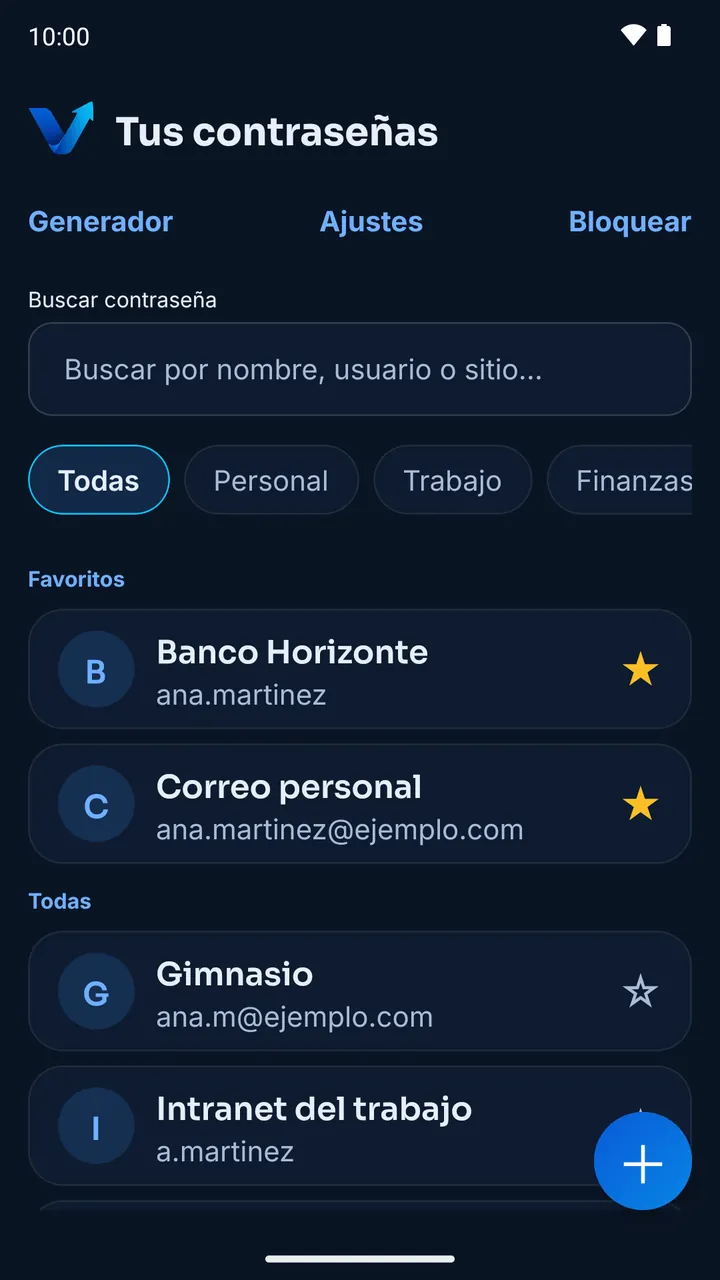 10:00
Tus contraseñas
Generador Ajustes Bloquear
Buscar contraseña
Buscar por nombre, usuario o sitio...
Todas Personal Trabajo Finanzas
Favoritos
B
Banco Horizonte
ana.martinez
C
Correo personal
ana.martinez@ejemplo.com
Todas
G
Gimnasio
ana.m@ejemplo.com
I
Intranet del trabajo
a.martinez